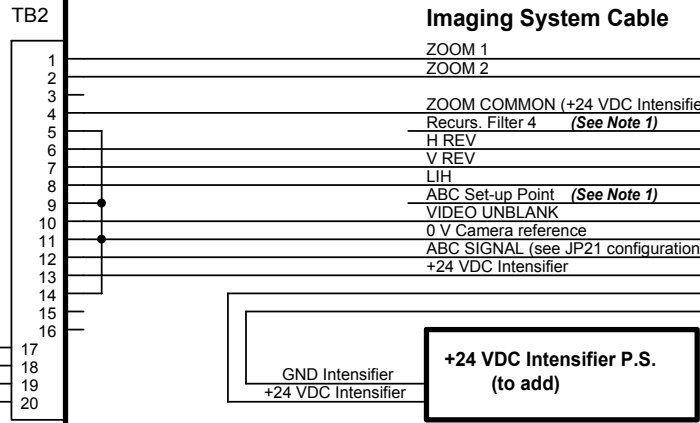 TB2
Imaging System Cable
1 ZOOM 1
2 ZOOM 2
3
4 ZOOM COMMON (+24 VDC Intensifie
5 Recurs. Filter 4 (See Note 1)
6 H REV
7 V REV
8 LIH
9 ABC Set-up Point (See Note 1)
10 VIDEO UNBLANK
11 0 V Camera reference
12 ABC SIGNAL (see JP21 configuration
13 +24 VDC Intensifier
14
15
16
17
18
19
20
GND Intensifier
+24 VDC Intensifier
+24 VDC Intensifier P.S.
(to add)